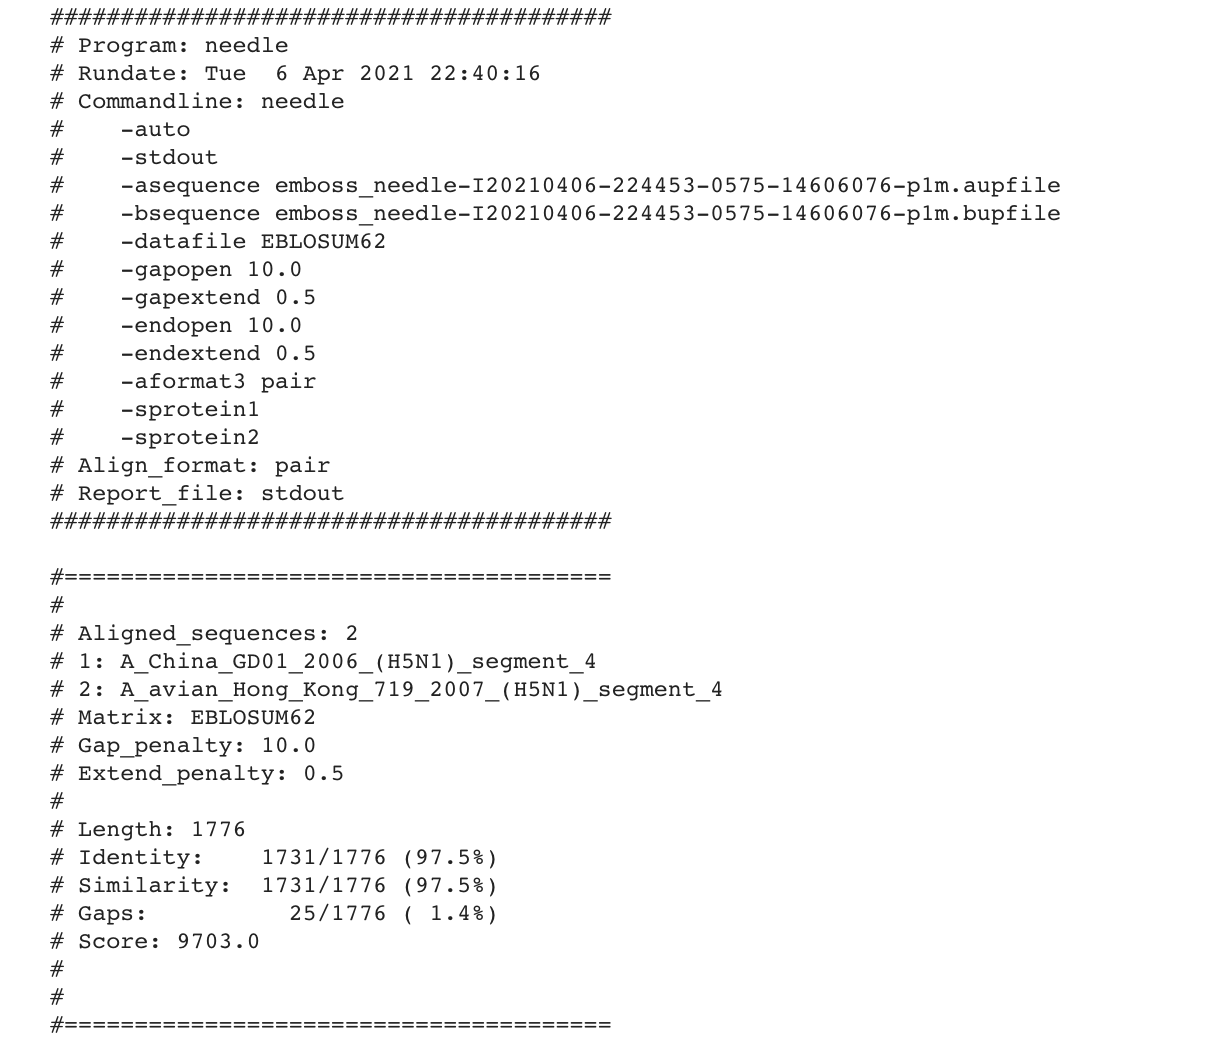 ########################################
# Program: needle
# Rundate: Tue  6 Apr 2021 22:40:16
# Commandline: needle
#    -auto
#    -stdout
#    -asequence emboss_needle-I20210406-224453-0575-14606076-p1m.aupfile
#    -bsequence emboss_needle-I20210406-224453-0575-14606076-p1m.bupfile
#    -datafile EBLOSUM62
#    -gapopen 10.0
#    -gapextend 0.5
#    -endopen 10.0
#    -endextend 0.5
#    -aformat3 pair
#    -sprotein1
#    -sprotein2
# Align_format: pair
# Report_file: stdout
########################################

#=======================================
#
# Aligned_sequences: 2
# 1: A_China_GD01_2006_(H5N1)_segment_4
# 2: A_avian_Hong_Kong_719_2007_(H5N1)_segment_4
# Matrix: EBLOSUM62
# Gap_penalty: 10.0
# Extend_penalty: 0.5
#
# Length: 1776
# Identity:    1731/1776 (97.5%)
# Similarity:  1731/1776 (97.5%)
# Gaps:          25/1776 ( 1.4%)
# Score: 9703.0
#
#
#=======================================